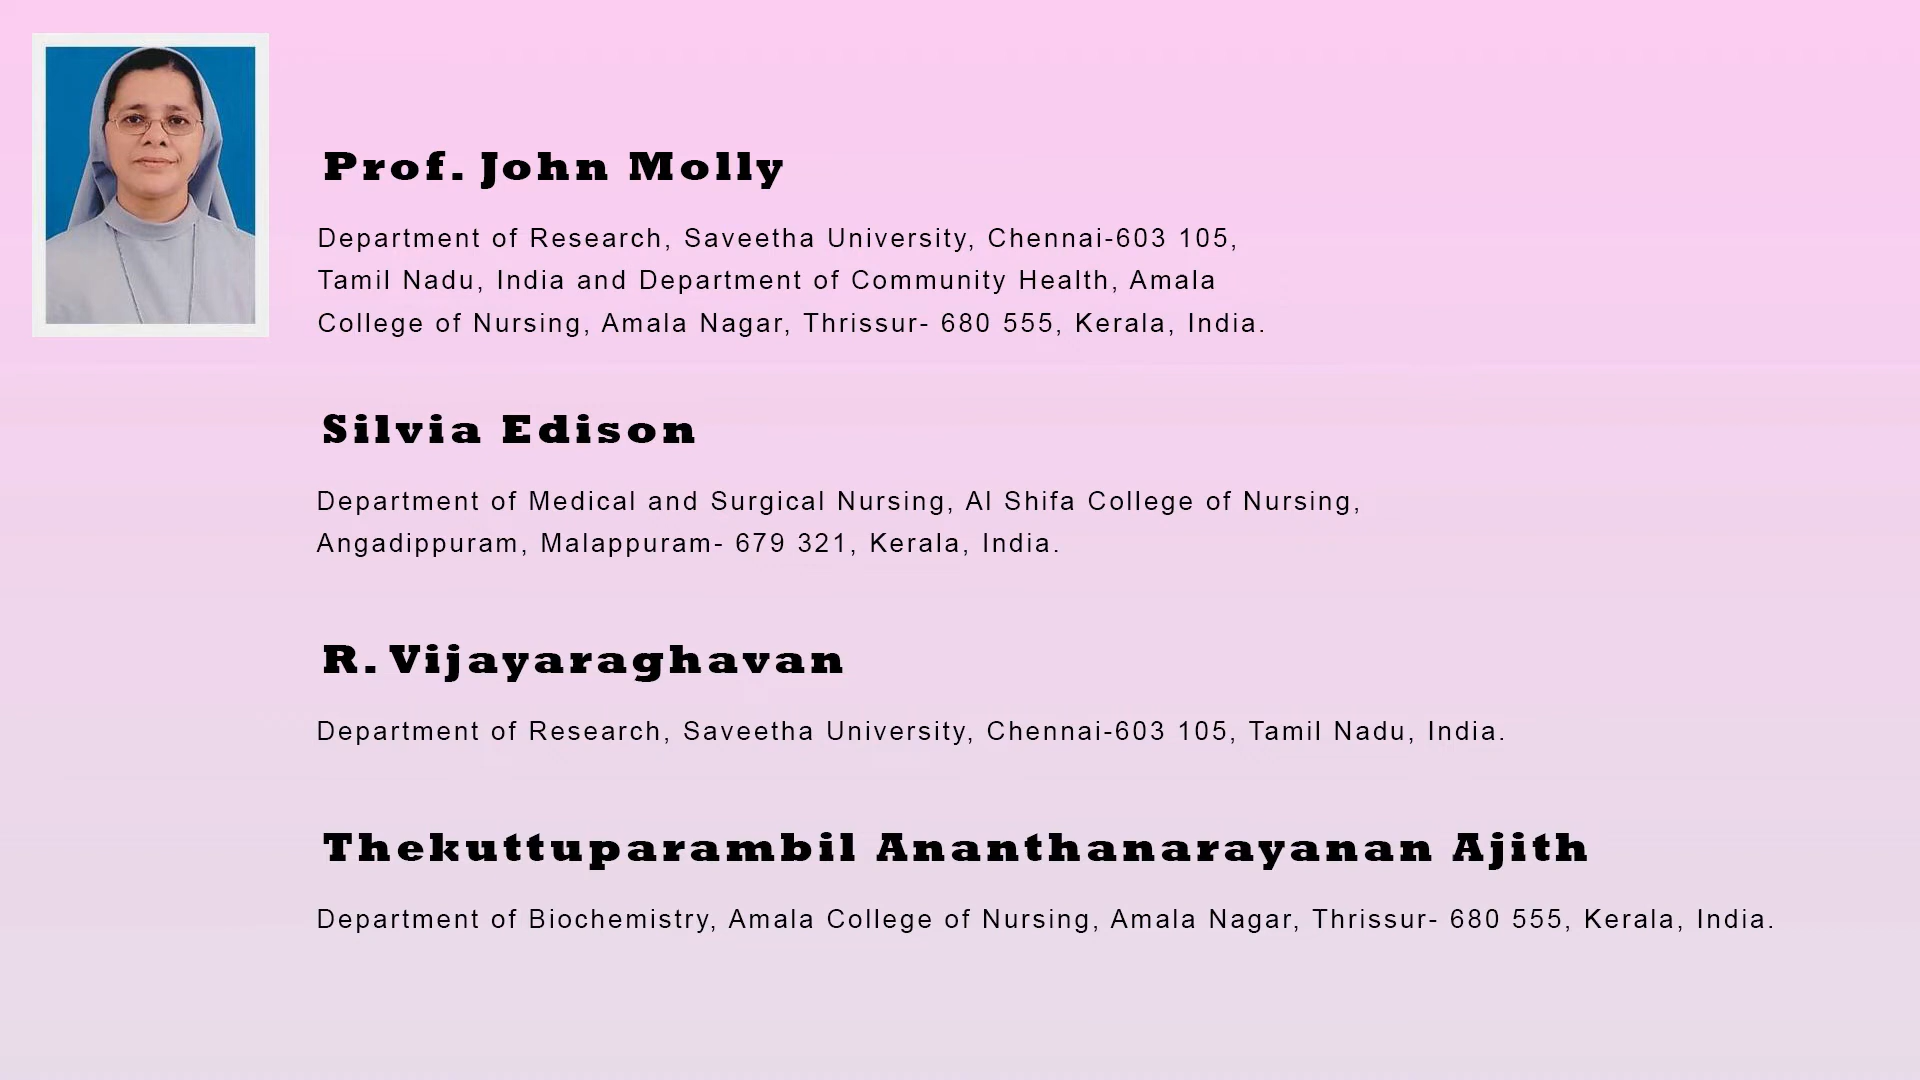 Prof. John Molly
Department of Research, Saveetha University, Chennai-603 105,
Tamil Nadu, India and Department of Community Health, Amala
College of Nursing, Amala Nagar, Thrissur- 680 555, Kerala, India.
Silvia Edison
Department of Medical and Surgical Nursing, Al Shifa College of Nursing,
Angadippuram, Malappuram- 679 321, Kerala, India.
R. Vijayaraghavan
Department of Research, Saveetha University, Chennai-603 105, Tamil Nadu, India.
Thekuttuparambil Ananthanarayanan Ajith
Department of Biochemistry, Amala College of Nursing, Amala Nagar, Thrissur- 680 555, Kerala, India.